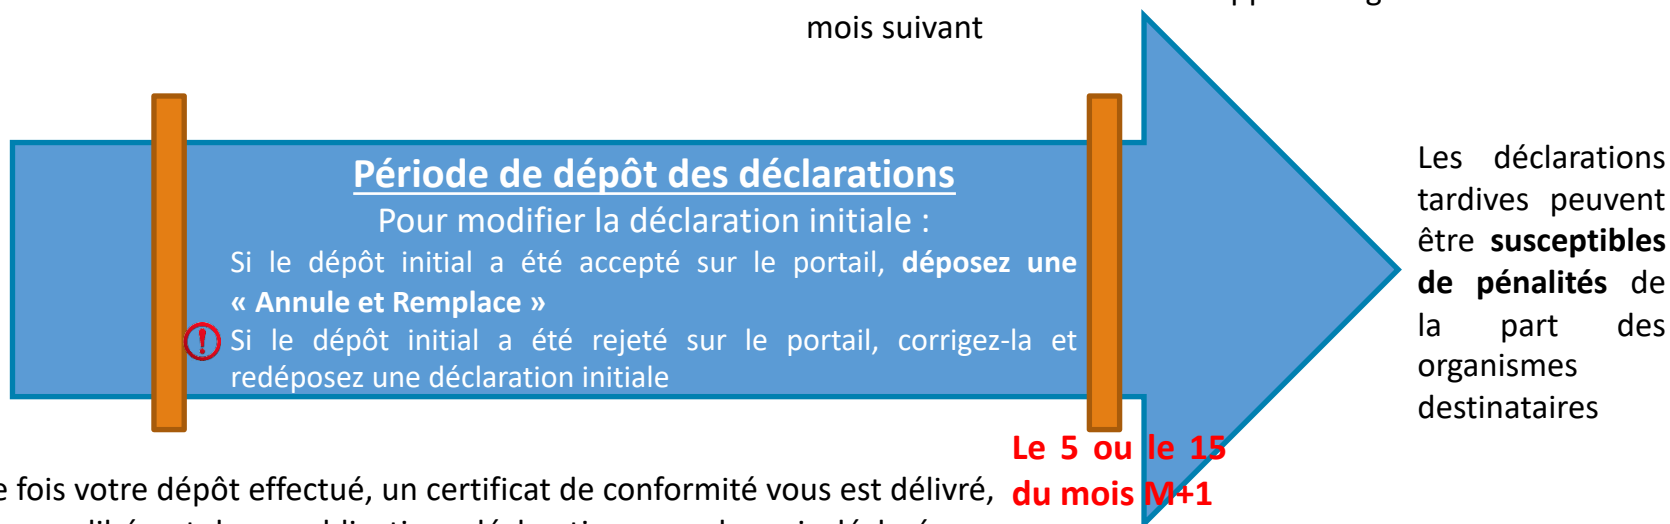 mois suivant
Période de dépôt des déclarations
Pour modifier la déclaration initiale :
Si le dépôt initial a été accepté sur le portail, déposez une
« Annule et Remplace »
Si le dépôt initial a été rejeté sur le portail, corrigez-la et
redéposez une déclaration initiale
Les déclarations
tardives peuvent
être susceptibles
de pénalités de
la part des
organismes
destinataires
Le 5 ou le 15
du mois M+1
fois votre dépôt effectué, un certificat de conformité vous est délivré,